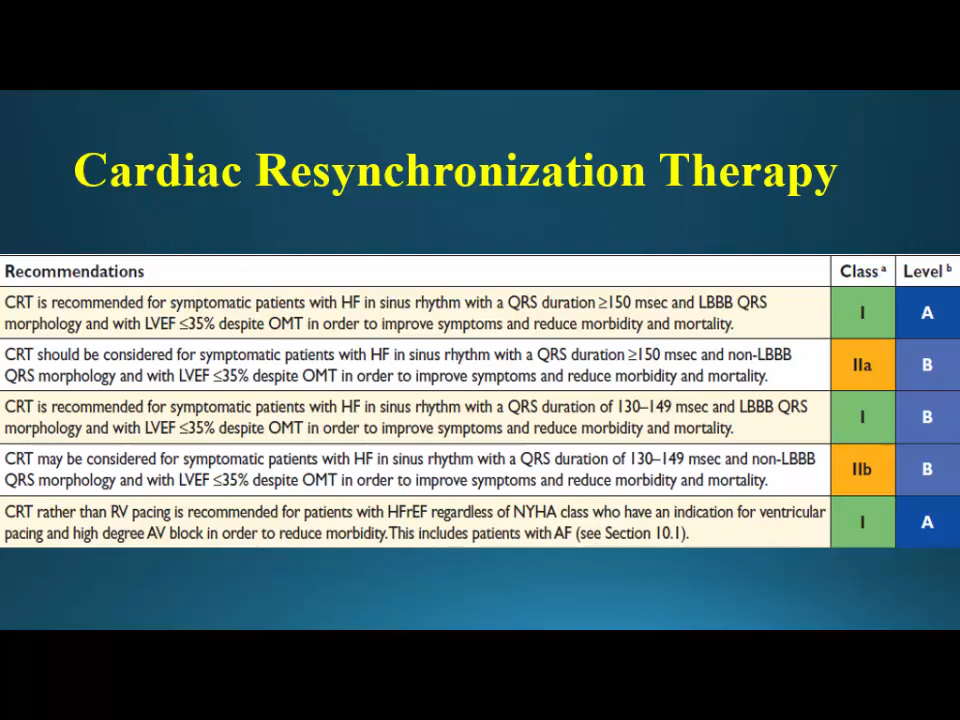 Cardiac Resynchronization Therapy
Recommendations Class a Level b
CRT is recommended for symptomatic patients with HF in sinus rhythm with a QRS duration ≥150 msec and LBBB QRS
morphology and with LVEF ≤35% despite OMT in order to improve symptoms and reduce morbidity and mortality.
I A
CRT should be considered for symptomatic patients with HF in sinus rhythm with a QRS duration ≥150 msec and non-LBBB
QRS morphology and with LVEF ≤35% despite OMT in order to improve symptoms and reduce morbidity and mortality.
IIa B
CRT is recommended for symptomatic patients with HF in sinus rhythm with a QRS duration of 130–149 msec and LBBB QRS
morphology and with LVEF ≤35% despite OMT in order to improve symptoms and reduce morbidity and mortality.
I B
CRT may be considered for symptomatic patients with HF in sinus rhythm with a QRS duration of 130–149 msec and non-LBBB
QRS morphology and with LVEF ≤35% despite OMT in order to improve symptoms and reduce morbidity and mortality.
IIb B
CRT rather than RV pacing is recommended for patients with HFrEF regardless of NYHA class who have an indication for ventricular
pacing and high degree AV block in order to reduce morbidity. This includes patients with AF (see Section 10.1).
I A